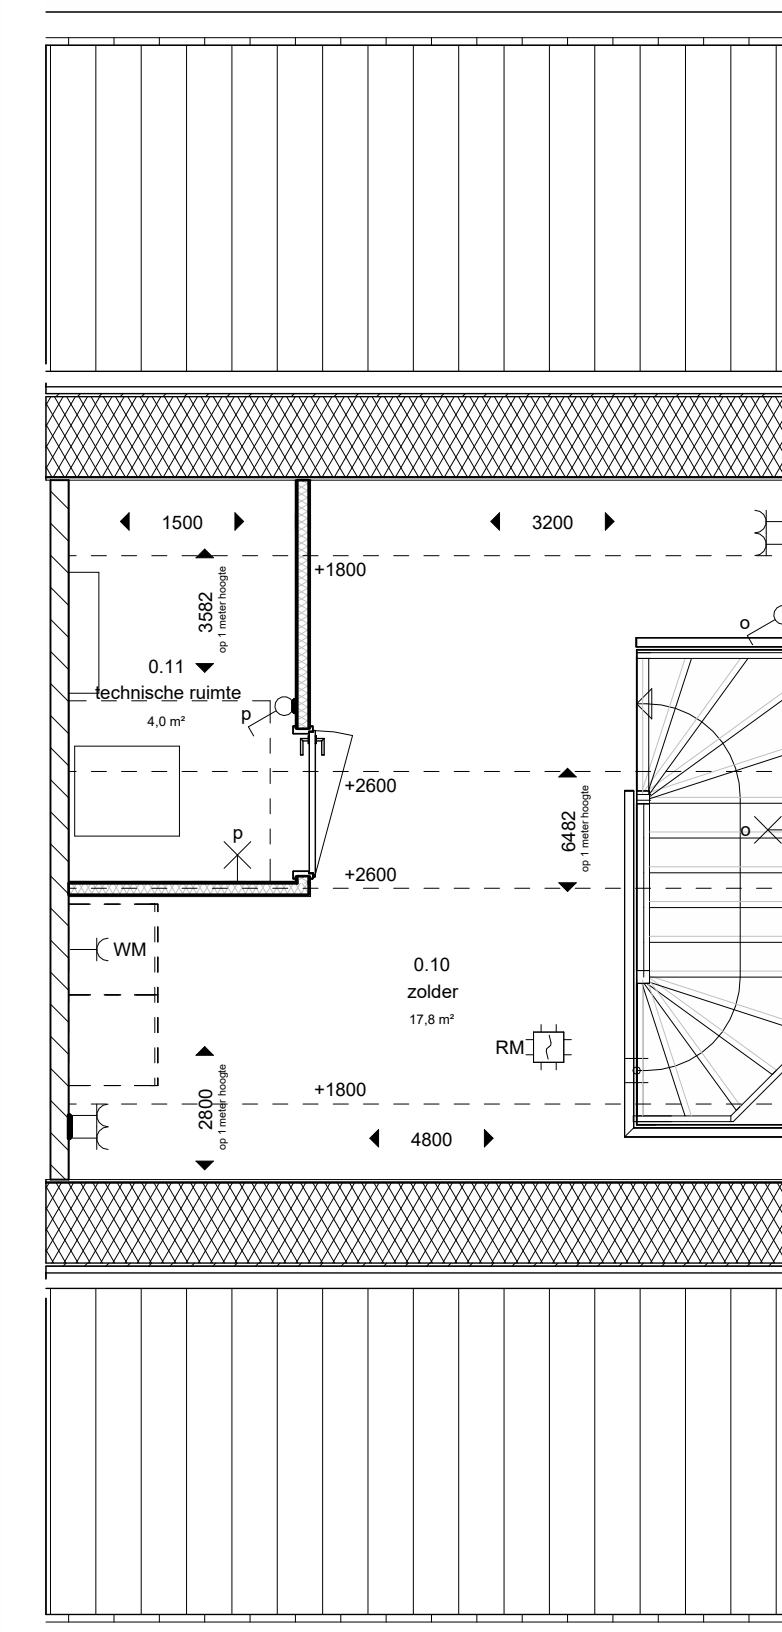 1500
3200
+1800
3582
op 1 meter hoogte
o
0.11
technische ruimte
4,0 m²
p
+2600
6482
op 1 meter hoogte
p
o
+2600
WM
0.10
zolder
17,8 m²
RM
+1800
2800
op 1 meter hoogte
4800